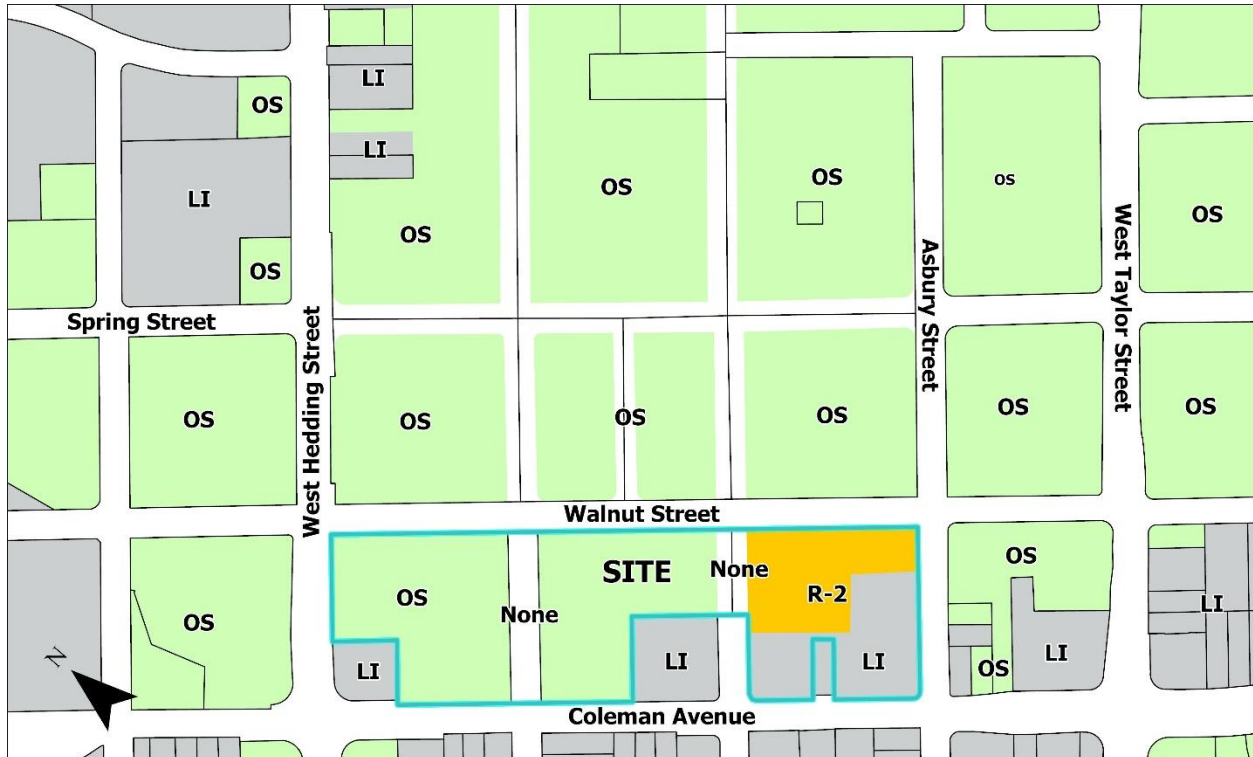 LI
OS
LI
OS
LI
OS
OS
OS
OS
OS
OS
Spring Street
West Hedding Street
Asbury Street
West Taylor Street
OS
OS
OS
OS
OS
OS
Walnut Street
SITE
None
OS
R-2
None
OS
OS
LI
LI
LI
LI
OS
LI
N
Coleman Avenue